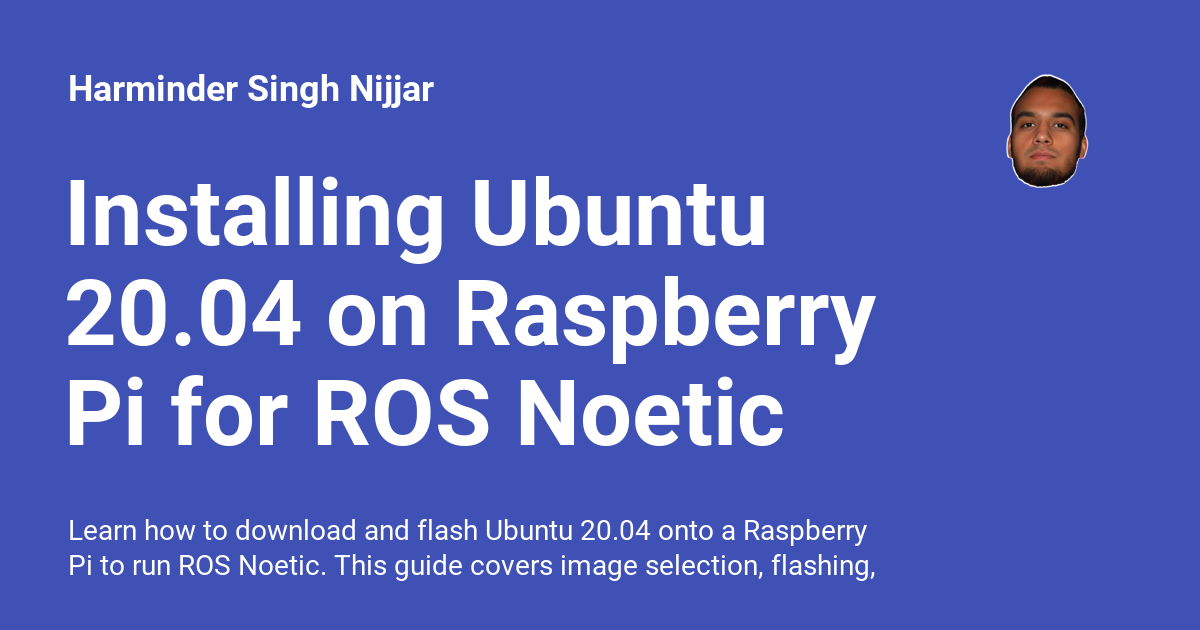 Harminder Singh Nijjar
Installing Ubuntu
20.04 on Raspberry
Pi for ROS Noetic
Learn how to download and flash Ubuntu 20.04 onto a Raspberry
Pi to run ROS Noetic. This guide covers image selection, flashing,